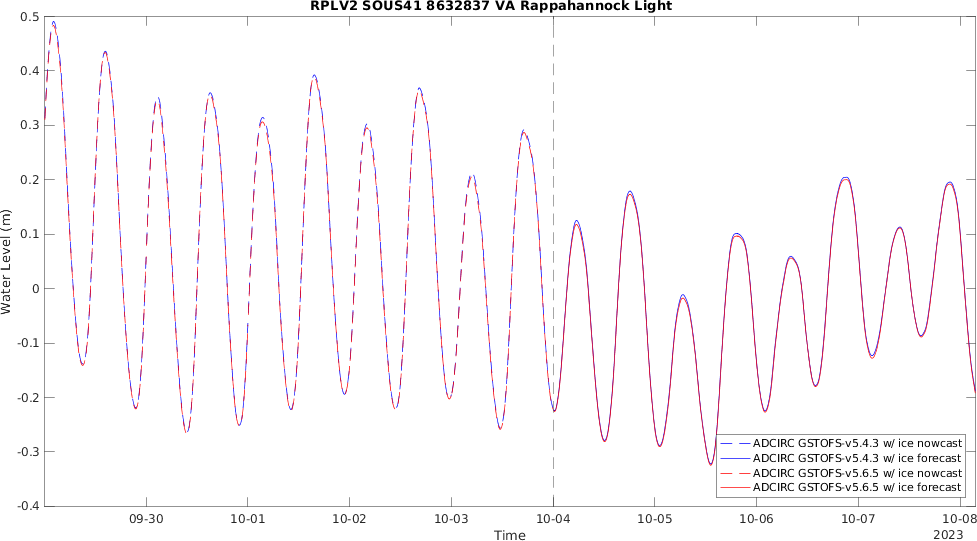 RPLV2 SOUS41 8632837 VA Rappahannock Light
0.5
0.4
0.3
0.2
0.1
0
-0.1
-0.2
-0.3
-0.4
Water Level (m)
ADCIRC GSTOFS-v5.4.3 w/ ice nowcast
ADCIRC GSTOFS-v5.4.3 w/ ice forecast
ADCIRC GSTOFS-v5.6.5 w/ ice nowcast
ADCIRC GSTOFS-v5.6.5 w/ ice forecast
09-30 10-01 10-02 10-03 10-04 10-05 10-06 10-07 10-08
Time 2023